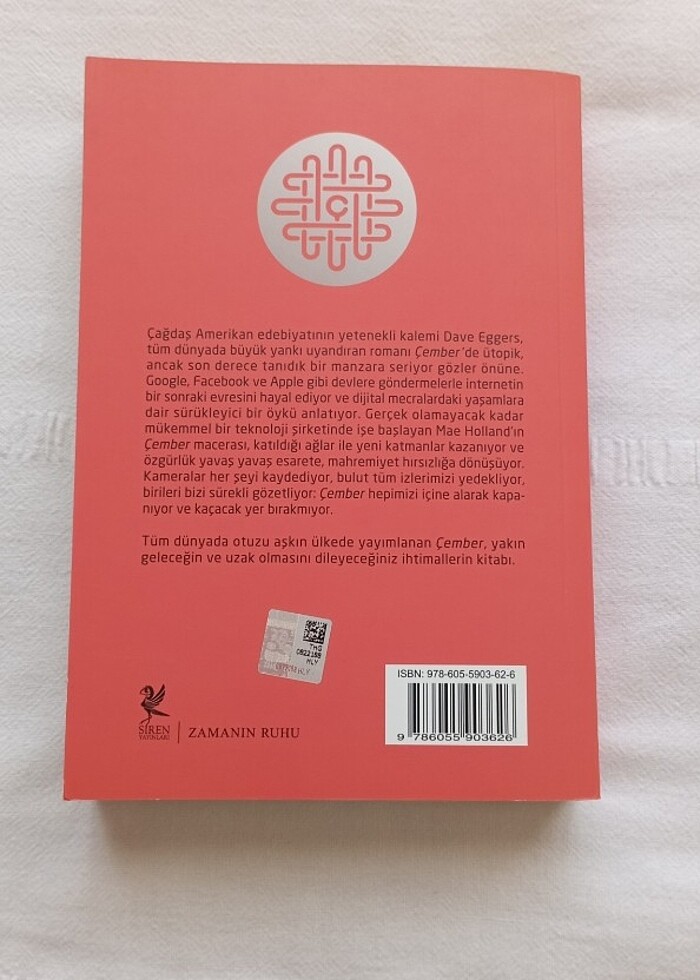 Ç
Çağdaş Amerikan edebiyatının yetenekli kalemi Dave Eggers,
tüm dünyada büyük yankı uyandıran romanı Çember'de ütopik,
ancak son derece tanıdık bir manzara seriyor gözler önüne.
Google, Facebook ve Apple gibi devlere göndermelerle internetin
bir sonraki evresini hayal ediyor ve dijital mecralardaki yaşamlara
dair sürükleyici bir öykü anlatıyor. Gerçek olamayacak kadar
mükemmel bir teknoloji şirketinde işe başlayan Mae Holland'ın
Çember macerası, katıldığı ağlar ile yeni katmanlar kazanıyor ve
özgürlük yavaş yavaş esarete, mahremiyet hırsızlığa dönüşüyor.
Kameralar her şeyi kaydediyor, bulut tüm izlerimizi yedekliyor,
birileri bizi sürekli gözetliyor: Çember hepimizi içine alarak kapa-
nıyor ve kaçacak yer bırakmıyor.
Tüm dünyada otuzu aşkın ülkede yayımlanan Çember, yakın
geleceğin ve uzak olmasını dileyeceğiniz ihtimallerin kitabı.
SİREN
YAYINLARI
ZAMANIN RUHU
ISBN: 978-605-5903-62-6
9 786055 903626